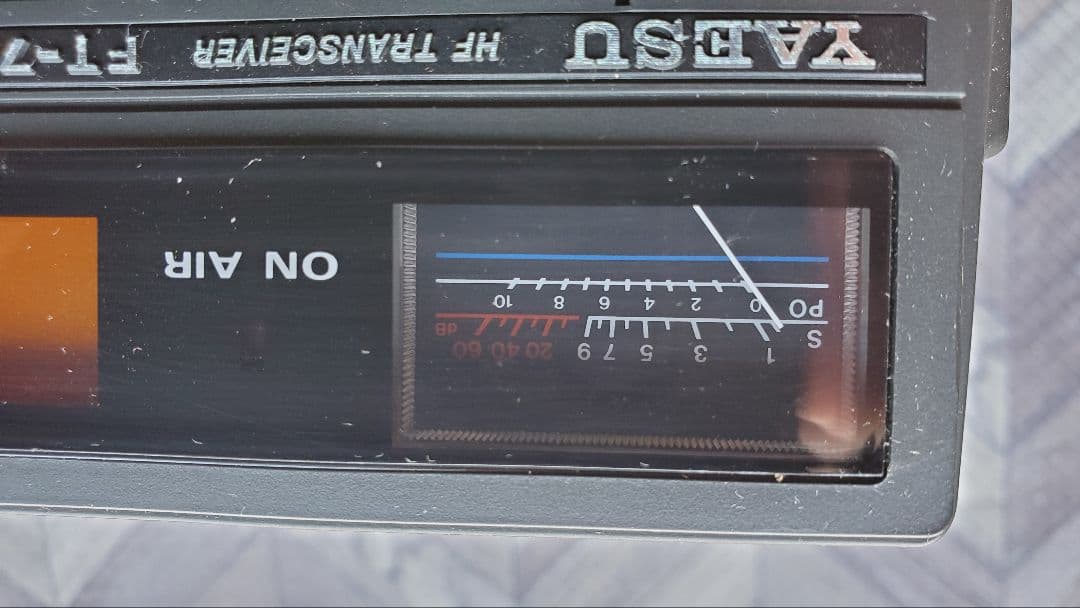 S 1 3 5 7 9 20 40 60 dB
PO 0 2 4 6 8 10
ON AIR
YAESU HF TRANSCEIVER FT-7